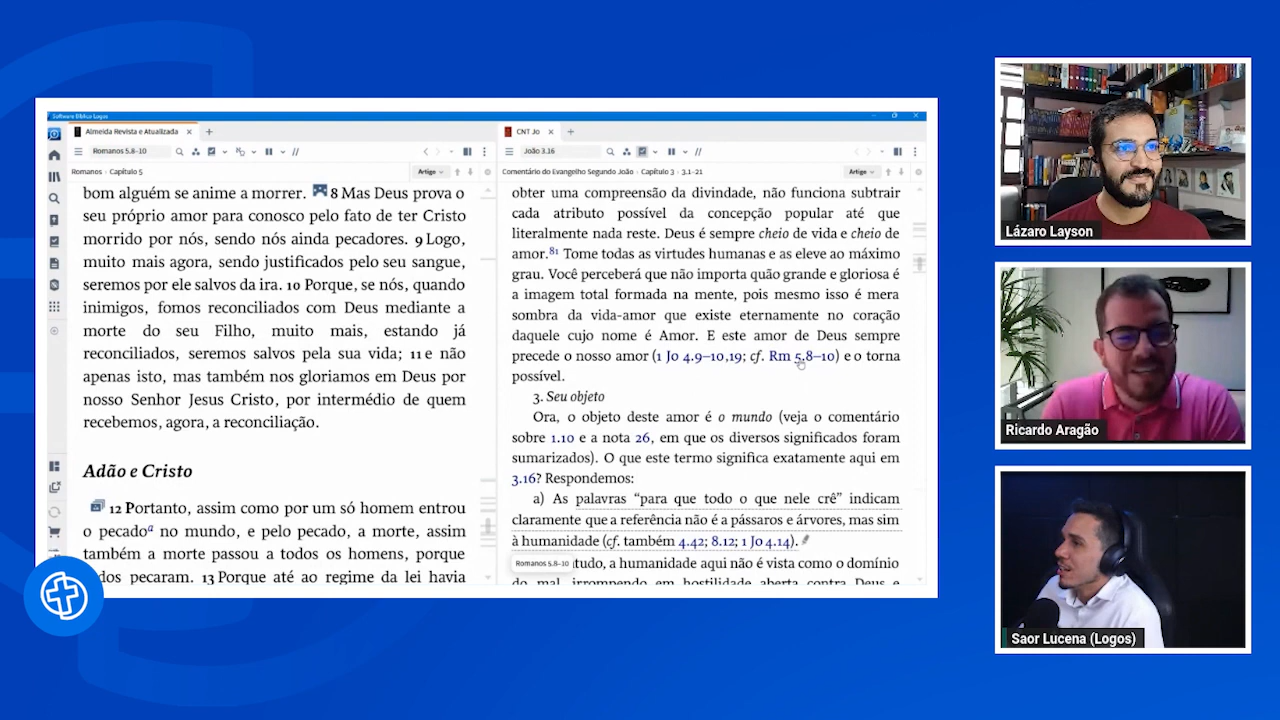 Software Bíblico Logos
Almeida Revista e Atualizada
Romanos 5.8-10
Romanos · Capítulo 5
Artigo
bom alguém se anime a morrer. 8 Mas Deus prova o
seu próprio amor para conosco pelo fato de ter Cristo
morrido por nós, sendo nós ainda pecadores. 9 Logo,
muito mais agora, sendo justificados pelo seu sangue,
seremos por ele salvos da ira. 10 Porque, se nós, quando
inimigos, fomos reconciliados com Deus mediante a
morte do seu Filho, muito mais, estando já
reconciliados, seremos salvos pela sua vida; 11 e não
apenas isto, mas também nos gloriamos em Deus por
nosso Senhor Jesus Cristo, por intermédio de quem
recebemos, agora, a reconciliação.
Adão e Cristo
12 Portanto, assim como por um só homem entrou
o pecadoª no mundo, e pelo pecado, a morte, assim
também a morte passou a todos os homens, porque
pecaram. 13 Porque até ao regime da lei havia
CNT Jo
João 3.16
Comentário do Evangelho Segundo João · Capítulo 3 · 3.1-21
Artigo
obter uma compreensão da divindade, não funciona subtrair
cada atributo possível da concepção popular até que
literalmente nada reste. Deus é sempre cheio de vida e cheio de
amor.⁸¹ Tome todas as virtudes humanas e as eleve ao máximo
grau. Você perceberá que não importa quão grande e gloriosa é
a imagem total formada na mente, pois mesmo isso é mera
sombra da vida-amor que existe eternamente no coração
daquele cujo nome é Amor. E este amor de Deus sempre
precede o nosso amor (1 Jo 4.9–10,19; cf. Rm 5.8–10) e o torna
possível.
3. Seu objeto
Ora, o objeto deste amor é o mundo (veja o comentário
sobre 1.10 e a nota 26, em que os diversos significados foram
sumarizados). O que este termo significa exatamente aqui em
3.16? Respondemos:
a) As palavras “para que todo o que nele crê” indicam
claramente que a referência não é a pássaros e árvores, mas sim
à humanidade (cf. também 4.42; 8.12; 1 Jo 4.14).
Romanos 5.8-10
tudo, a humanidade aqui não é vista como o domínio
do mal, irrompendo em hostilidade aberta contra Deus e
Lázaro Layson
Ricardo Aragão
Saor Lucena (Logos)